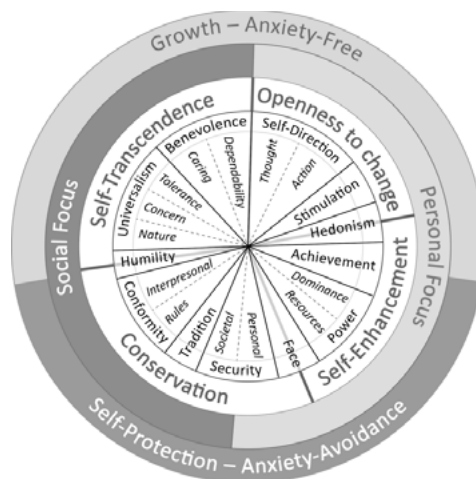 Growth – Anxiety-Free
Social Focus
Personal Focus
Self-Protection – Anxiety-Avoidance
Self-Transcendence
Openness to change
Self-Enhancement
Conservation
Benevolence
Dependability
Caring
Universalism
Tolerance
Concern
Nature
Humility
Conformity
Interpresonal
Rules
Tradition
Security
Societal
Personal
Face
Power
Resources
Dominance
Achievement
Hedonism
Stimulation
Self-Direction
Action
Thought